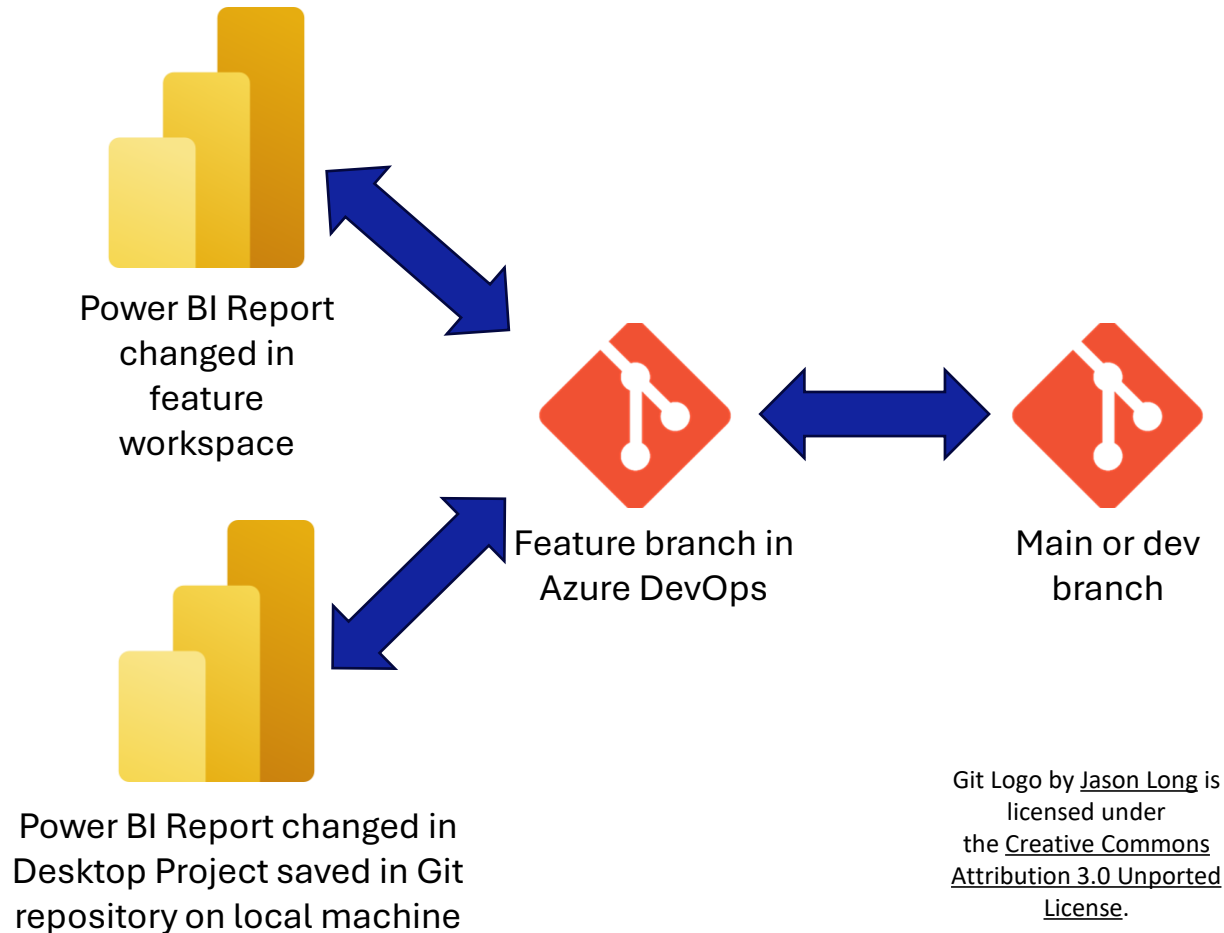 Power BI Report
changed in
feature
workspace
Feature branch in
Azure DevOps
Main or dev
branch
Power BI Report changed in
Desktop Project saved in Git
repository on local machine
Git Logo by Jason Long is
licensed under
the Creative Commons
Attribution 3.0 Unported
License.